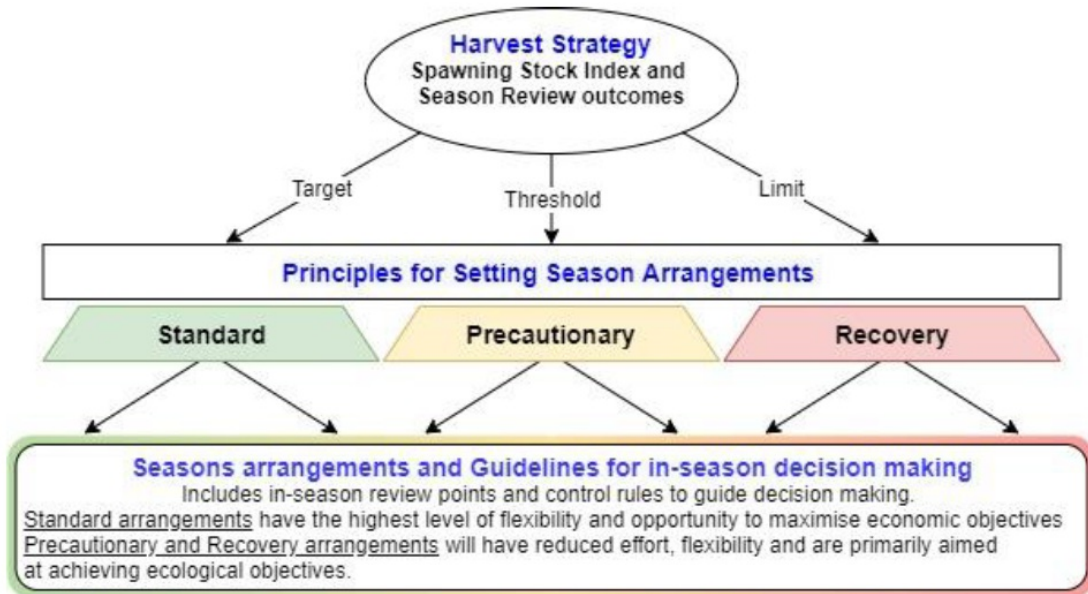 Harvest Strategy
Spawning Stock Index and
Season Review outcomes
Target
Threshold
Limit
Principles for Setting Season Arrangements
Standard
Precautionary
Recovery
Seasons arrangements and Guidelines for in-season decision making
Includes in-season review points and control rules to guide decision making.
Standard arrangements have the highest level of flexibility and opportunity to maximise economic objectives
Precautionary and Recovery arrangements will have reduced effort, flexibility and are primarily aimed
at achieving ecological objectives.